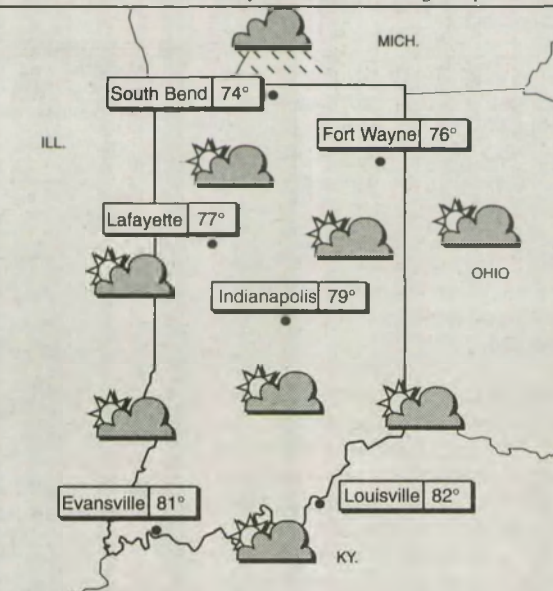 MICH.
South Bend 74°
Fort Wayne 76°
ILL.
Lafayette 77°
OHIO
Indianapolis 79°
Evansville 81°
Louisville 82°
KY.